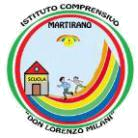 ISTITUTO COMPRENSIVO
MARTIRANO
SCUOLA
"DON LORENZO MILANI"